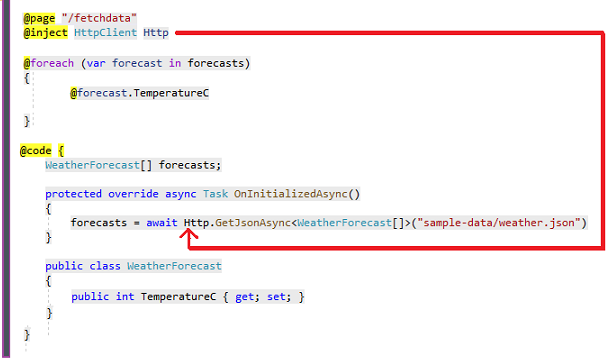 @page "/fetchdata"
@inject HttpClient Http
@foreach (var forecast in forecasts)
{
@forecast.TemperatureC
}
@code {
WeatherForecast[] forecasts;
protected override async Task OnInitializedAsync()
{
forecasts = await Http.GetJsonAsync<WeatherForecast[]>("sample-data/weather.json")
}
public class WeatherForecast
{
public int TemperatureC { get; set; }
}
}